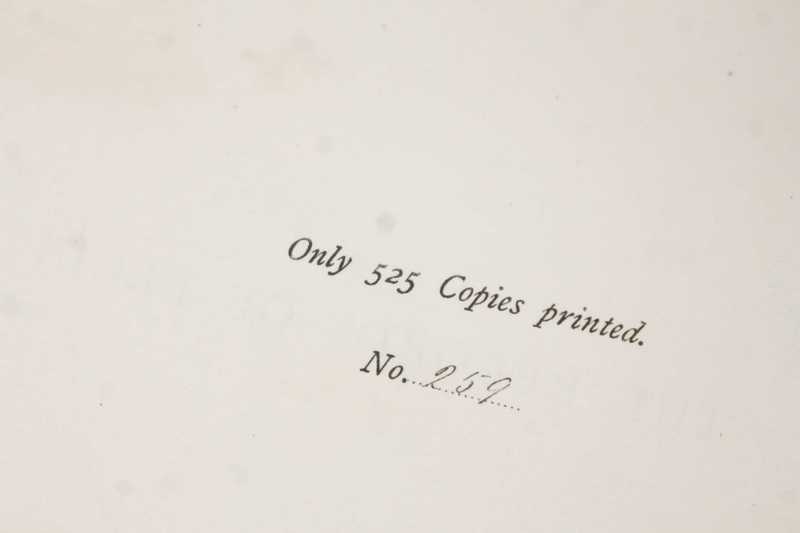 Only 525 Copies printed.
No. 259